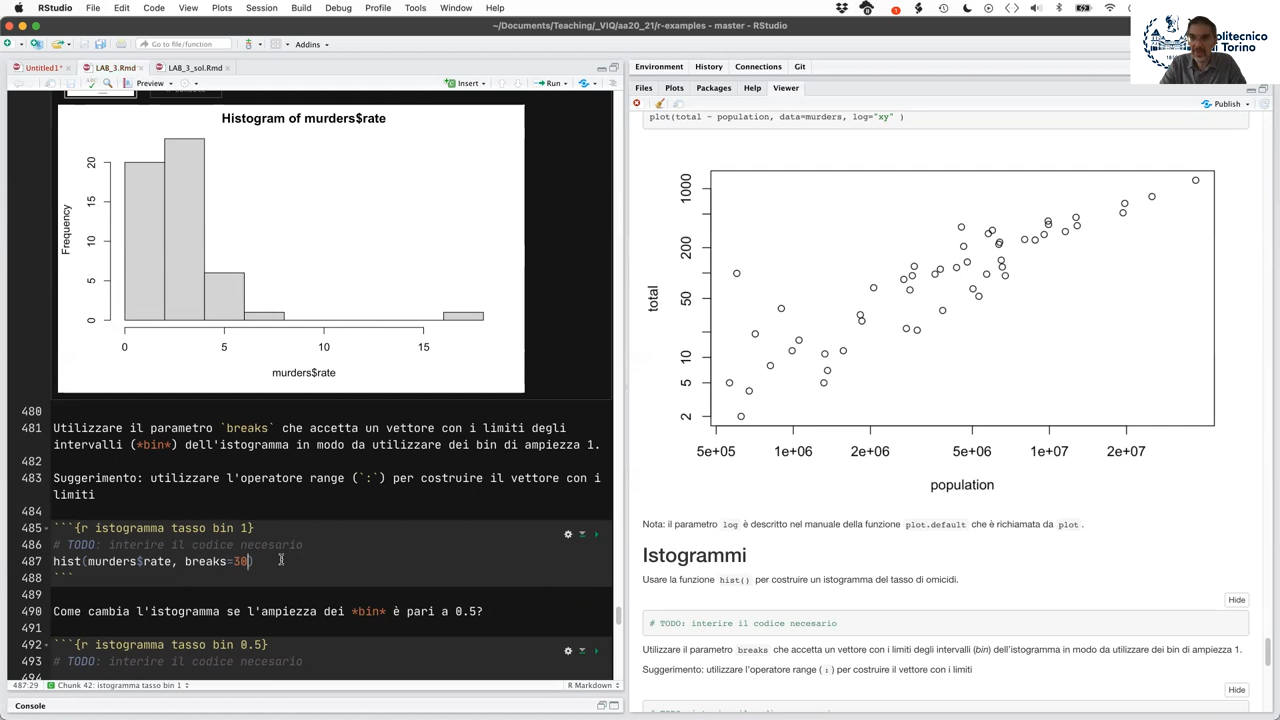 RStudio File Edit Code View Plots Session Build Debug Profile Tools Window Help
~/Documents/Teaching/_VIQ/aa20_21/r-examples - master - RStudio
Politecnico
di Torino
Go to file/function
Addins
Untitled1* LAB_3.Rmd LAB_3_sol.Rmd
Environment History Connections Git
Files Plots Packages Help Viewer
Preview
Insert
Run
Publish
plot(total ~ population, data=murders, log="xy" )
Histogram of murders$rate
Frequency
20
15
10
5
0
0 5 10 15
murders$rate
1000
200
50
10
5
2
total
5e+05 1e+06 2e+06 5e+06 1e+07 2e+07
population
480
481 Utilizzare il parametro `breaks` che accetta un vettore con i limiti degli
intervalli (*bin*) dell'istogramma in modo da utilizzare dei bin di ampiezza 1.
482
483 Suggerimento: utilizzare l'operatore range (`:`) per costruire il vettore con i
limiti
484
485 ```{r istogramma tasso bin 1}
486 # TODO: interire il codice necesario
487 hist(murders$rate, breaks=30)
488 ```
489
490 Come cambia l'istogramma se l'ampiezza dei *bin* è pari a 0.5?
491
492 ```{r istogramma tasso bin 0.5}
493 # TODO: interire il codice necesario
494
487:29 Chunk 42: istogramma tasso bin 1
R Markdown
Console
Nota: il parametro log è descritto nel manuale della funzione plot.default che è richiamata da plot.
Istogrammi
Usare la funzione hist() per costruire un istogramma del tasso di omicidi.
Hide
# TODO: interire il codice necesario
Utilizzare il parametro breaks che accetta un vettore con i limiti degli intervalli (bin) dell'istogramma in modo da utilizzare dei bin di ampiezza 1.
Suggerimento: utilizzare l'operatore range (:) per costruire il vettore con i limiti
Hide